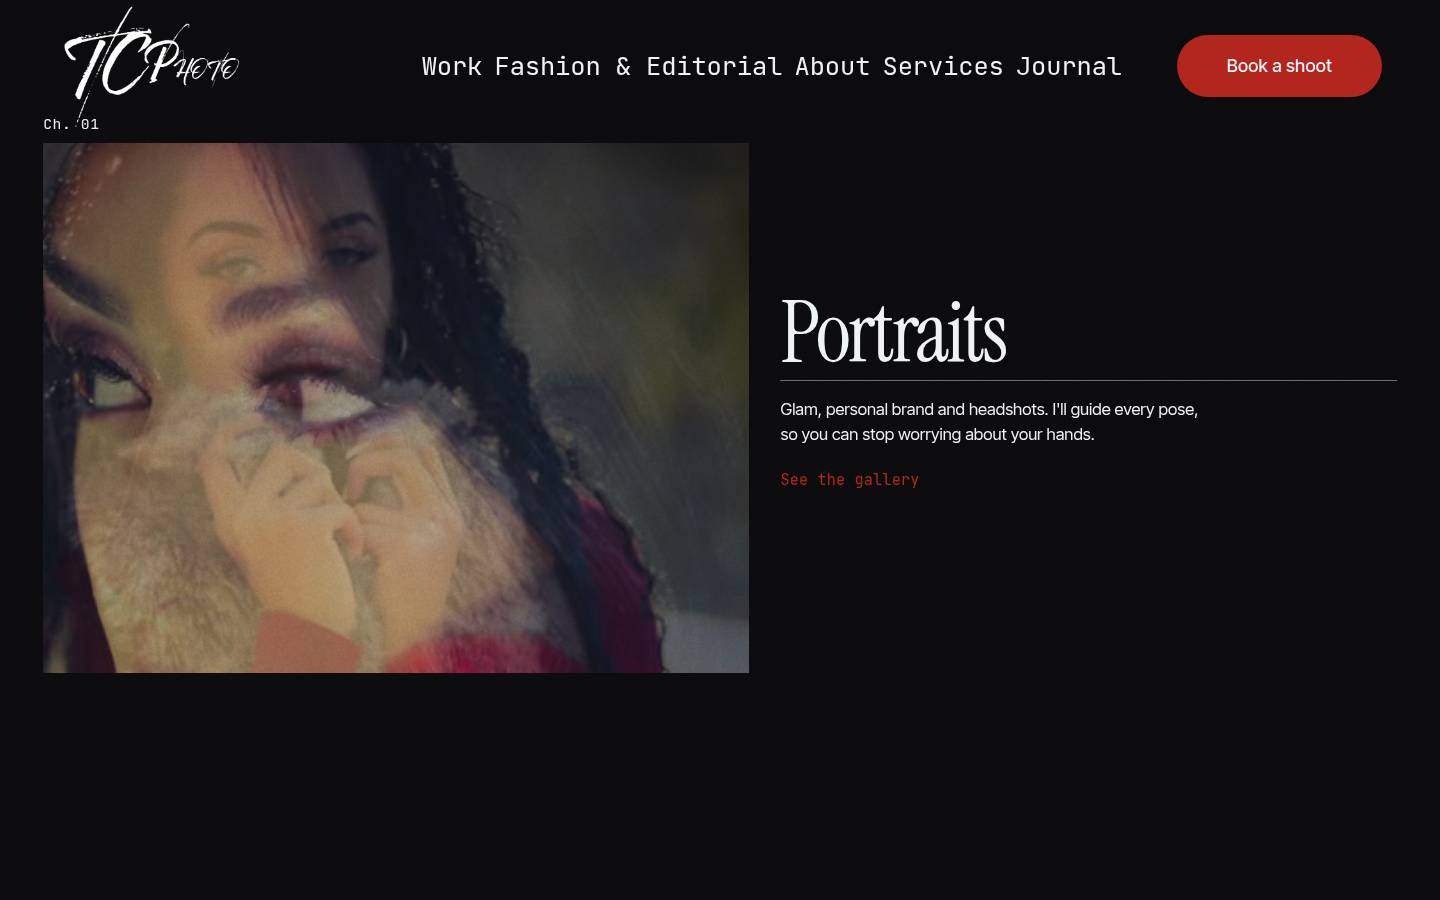 TCPHOTO
Work Fashion & Editorial About Services Journal
Book a shoot
Ch. 01
Portraits
Glam, personal brand and headshots. I'll guide every pose,
so you can stop worrying about your hands.
See the gallery